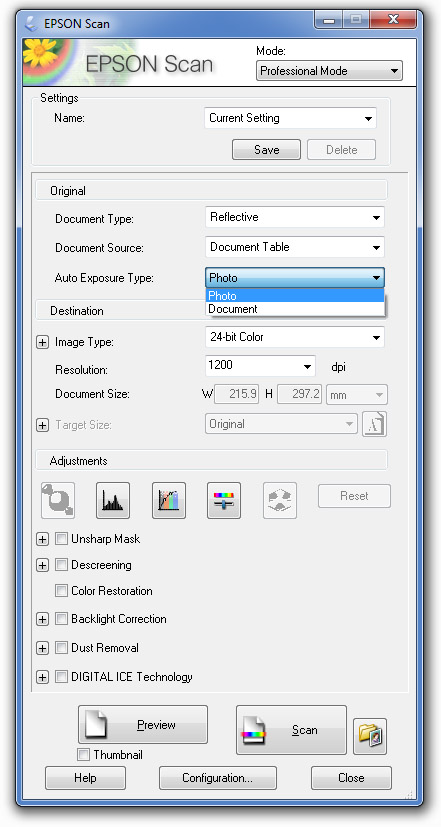 EPSON Scan
EPSON Scan
Mode:
Professional Mode
Settings
Name: Current Setting
Save Delete
Original
Document Type: Reflective
Document Source: Document Table
Auto Exposure Type: Photo
Photo
Document
Destination
Image Type: 24-bit Color
Resolution: 1200 dpi
Document Size: W 215.9 H 297.2 mm
Target Size: Original
Adjustments
Reset
Unsharp Mask
Descreening
Color Restoration
Backlight Correction
Dust Removal
DIGITAL ICE Technology
Preview Scan
Thumbnail
Help Configuration... Close